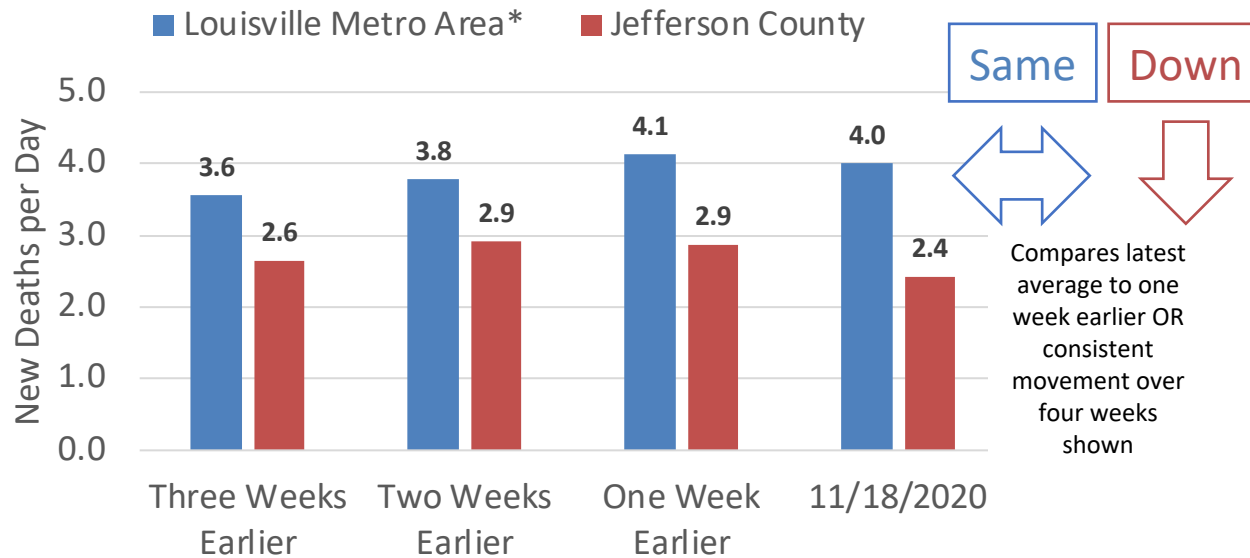 Louisville Metro Area*
Jefferson County
Same
Down
New Deaths per Day
5.0
4.0
3.0
2.0
1.0
0.0
3.6
2.6
3.8
2.9
4.1
2.9
4.0
2.4
Three Weeks
Earlier
Two Weeks
Earlier
One Week
Earlier
11/18/2020
Compares latest
average to one
week earlier OR
consistent
movement over
four weeks
shown